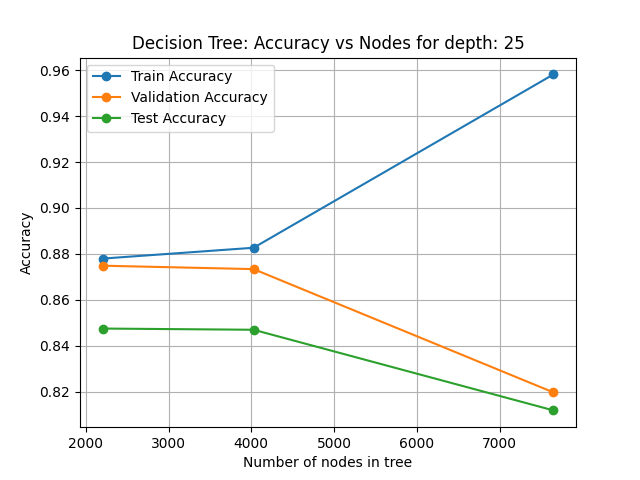 Decision Tree: Accuracy vs Nodes for depth: 25
Train Accuracy
Validation Accuracy
Test Accuracy
0.96
0.94
0.92
0.90
0.88
0.86
0.84
0.82
Accuracy
2000 3000 4000 5000 6000 7000
Number of nodes in tree